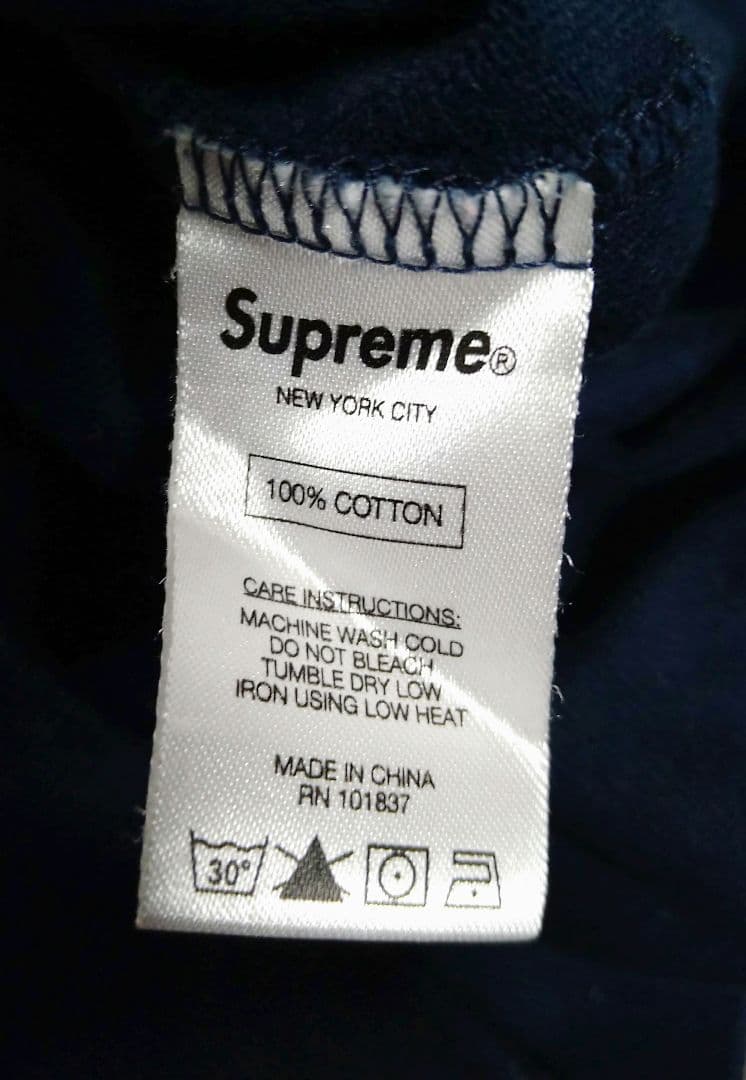 Supreme®
NEW YORK CITY
100% COTTON
CARE INSTRUCTIONS:
MACHINE WASH COLD
DO NOT BLEACH
TUMBLE DRY LOW
IRON USING LOW HEAT
MADE IN CHINA
RN 101837
30°